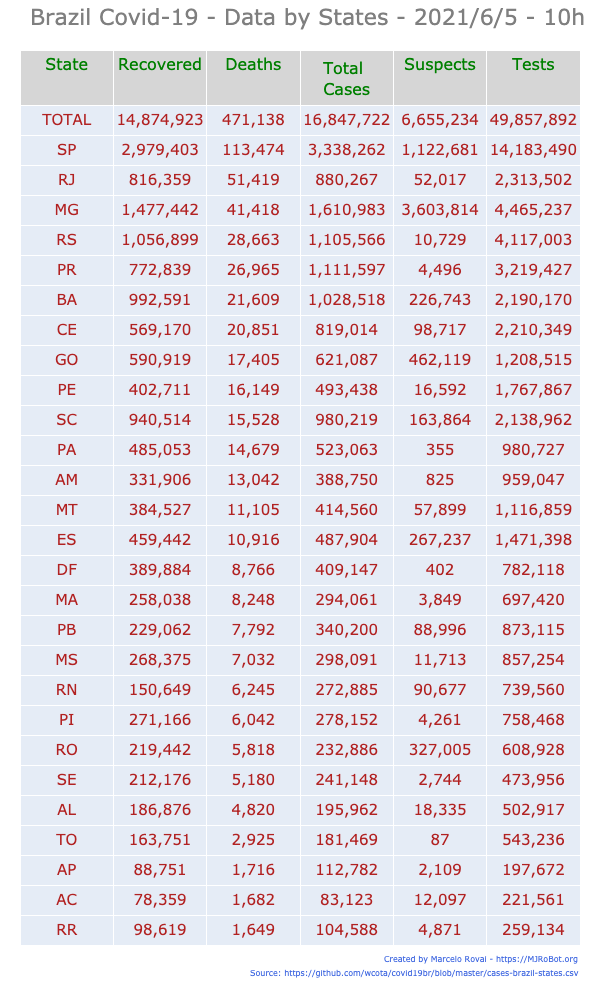 Brazil Covid-19 - Data by States - 2021/6/5 - 10h
State Recovered Deaths Total Cases Suspects Tests
TOTAL 14,874,923 471,138 16,847,722 6,655,234 49,857,892
SP 2,979,403 113,474 3,338,262 1,122,681 14,183,490
RJ 816,359 51,419 880,267 52,017 2,313,502
MG 1,477,442 41,418 1,610,983 3,603,814 4,465,237
RS 1,056,899 28,663 1,105,566 10,729 4,117,003
PR 772,839 26,965 1,111,597 4,496 3,219,427
BA 992,591 21,609 1,028,518 226,743 2,190,170
CE 569,170 20,851 819,014 98,717 2,210,349
GO 590,919 17,405 621,087 462,119 1,208,515
PE 402,711 16,149 493,438 16,592 1,767,867
SC 940,514 15,528 980,219 163,864 2,138,962
PA 485,053 14,679 523,063 355 980,727
AM 331,906 13,042 388,750 825 959,047
MT 384,527 11,105 414,560 57,899 1,116,859
ES 459,442 10,916 487,904 267,237 1,471,398
DF 389,884 8,766 409,147 402 782,118
MA 258,038 8,248 294,061 3,849 697,420
PB 229,062 7,792 340,200 88,996 873,115
MS 268,375 7,032 298,091 11,713 857,254
RN 150,649 6,245 272,885 90,677 739,560
PI 271,166 6,042 278,152 4,261 758,468
RO 219,442 5,818 232,886 327,005 608,928
SE 212,176 5,180 241,148 2,744 473,956
AL 186,876 4,820 195,962 18,335 502,917
TO 163,751 2,925 181,469 87 543,236
AP 88,751 1,716 112,782 2,109 197,672
AC 78,359 1,682 83,123 12,097 221,561
RR 98,619 1,649 104,588 4,871 259,134
Created by Marcelo Rovai - https://MJRoBot.org
Source: https://github.com/wcota/covid19br/blob/master/cases-brazil-states.csv